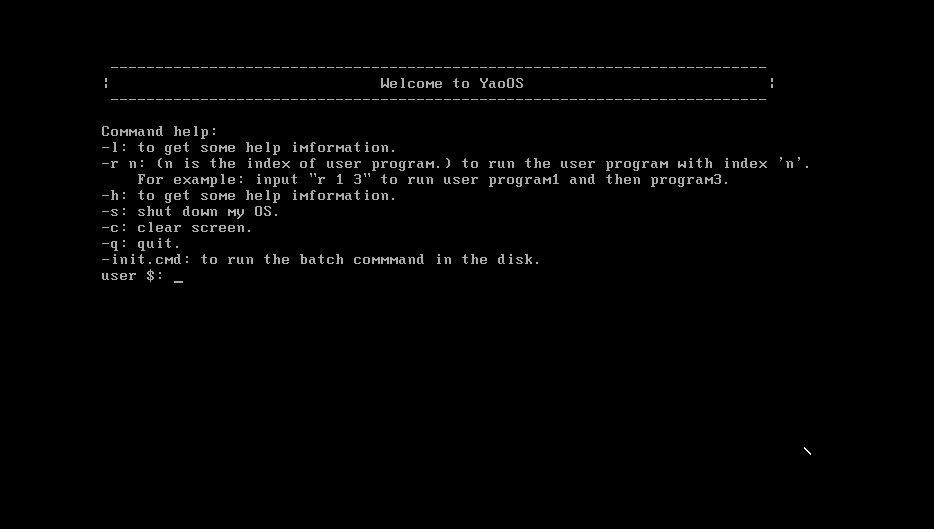 -------------------------------------------------------------------------
¦ Welcome to YaoOS ¦
-------------------------------------------------------------------------
Command help:
-l: to get some help imformation.
-r n: (n is the index of user program.) to run the user program with index 'n'.
For example: input "r 1 3" to run user program1 and then program3.
-h: to get some help imformation.
-s: shut down my OS.
-c: clear screen.
-q: quit.
-init.cmd: to run the batch commmand in the disk.
user $: _
\